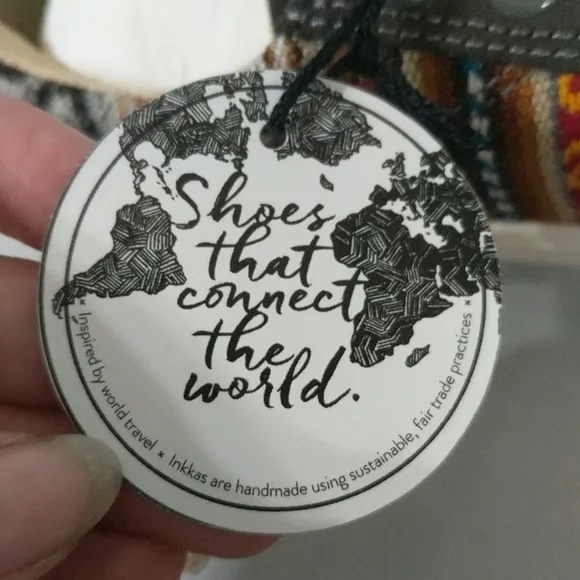 Shoes
that
connect
the
world.
× Inspired by world travel × Inkkas are handmade using sustainable, fair trade practices ×